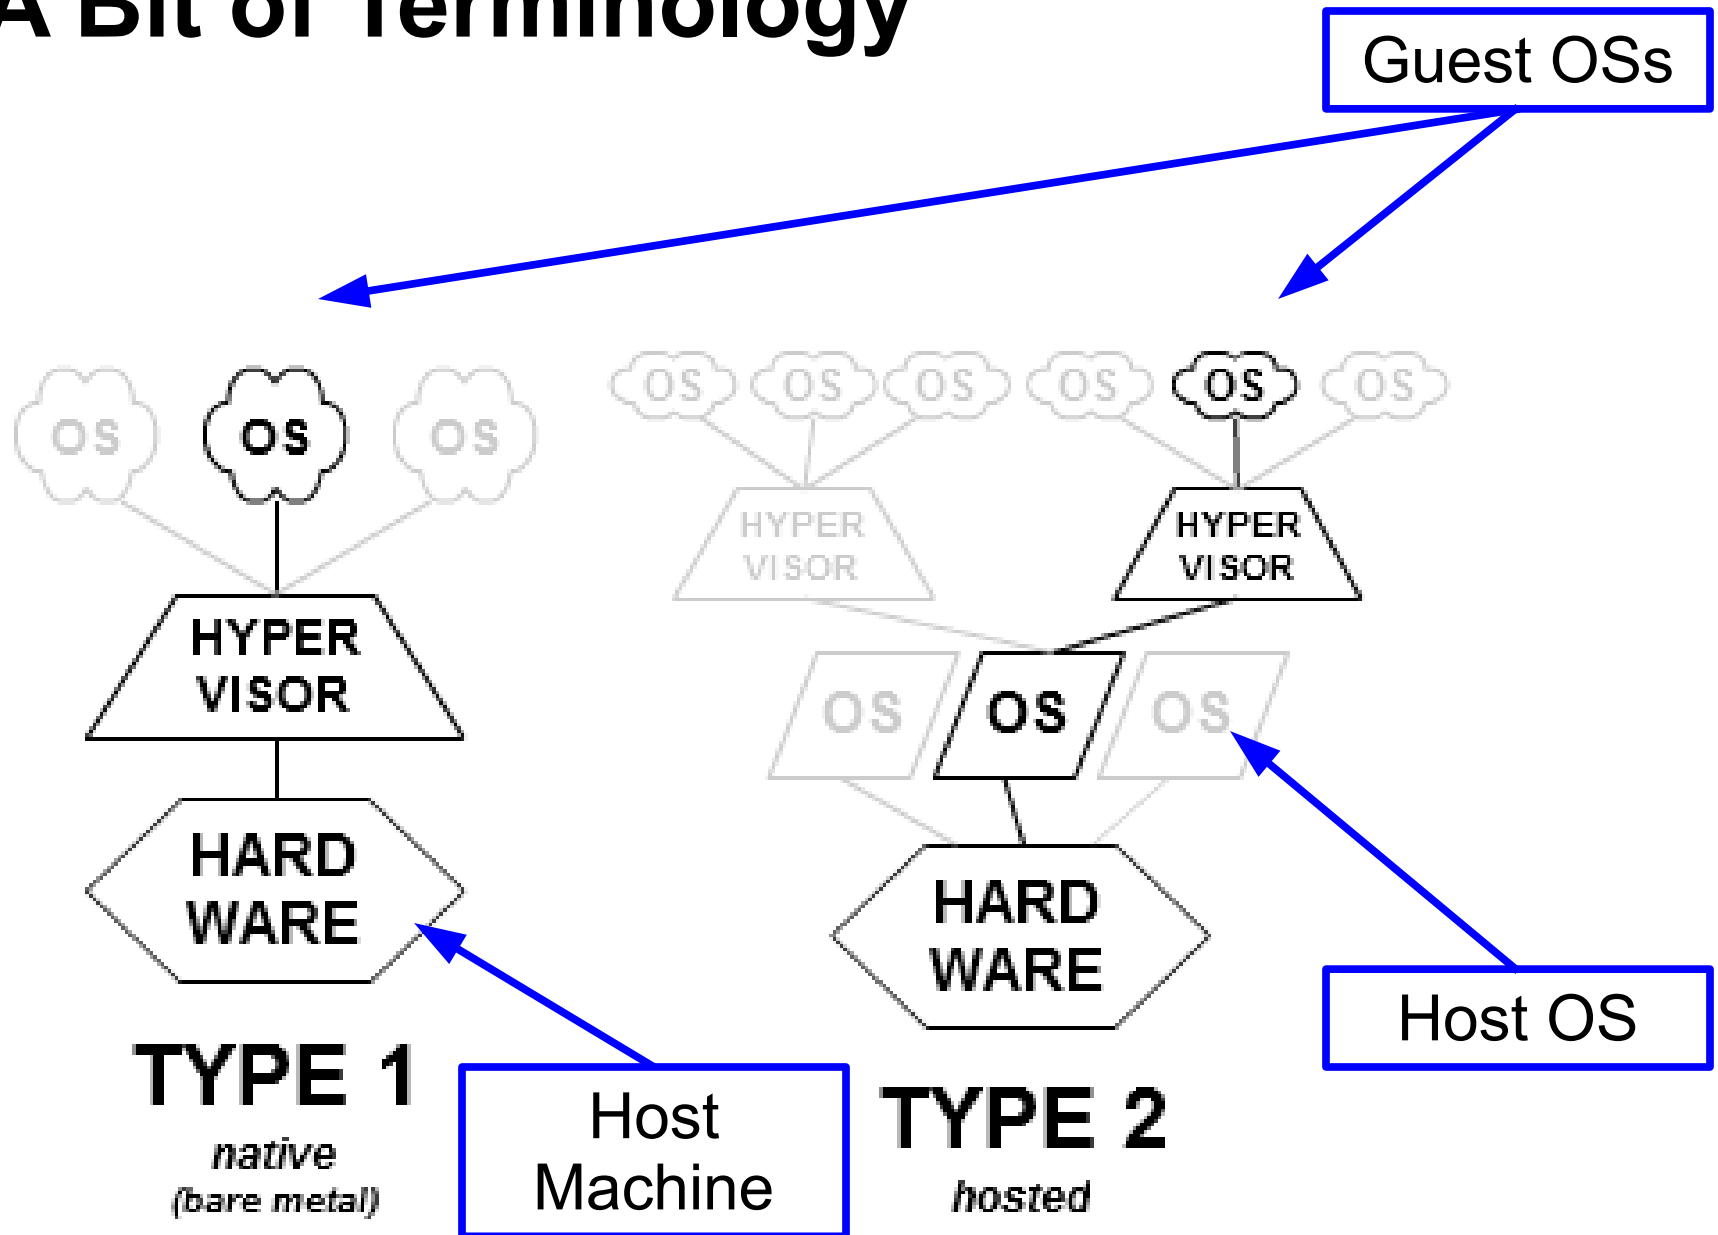 A Bit of Terminology
Guest OSs
OS
OS
OS
HYPER
VISOR
HARD
WARE
TYPE 1
native
(bare metal)
Host
Machine
OS
OS
OS
OS
OS
OS
HYPER
VISOR
HYPER
VISOR
OS
OS
OS
HARD
WARE
TYPE 2
hosted
Host OS